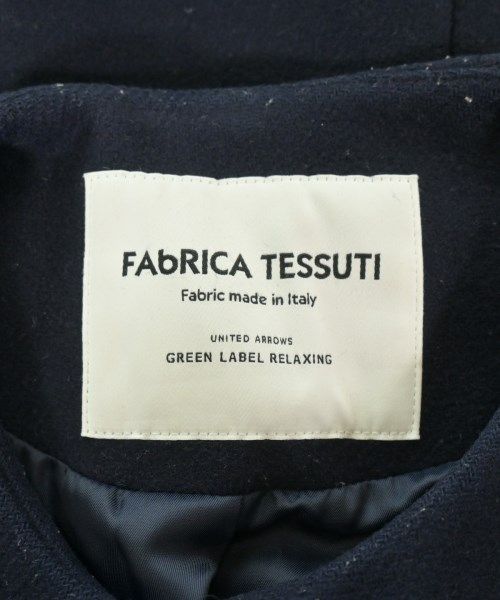 FAbRICA TESSUTI
Fabric made in Italy
UNITED ARROWS
GREEN LABEL RELAXING